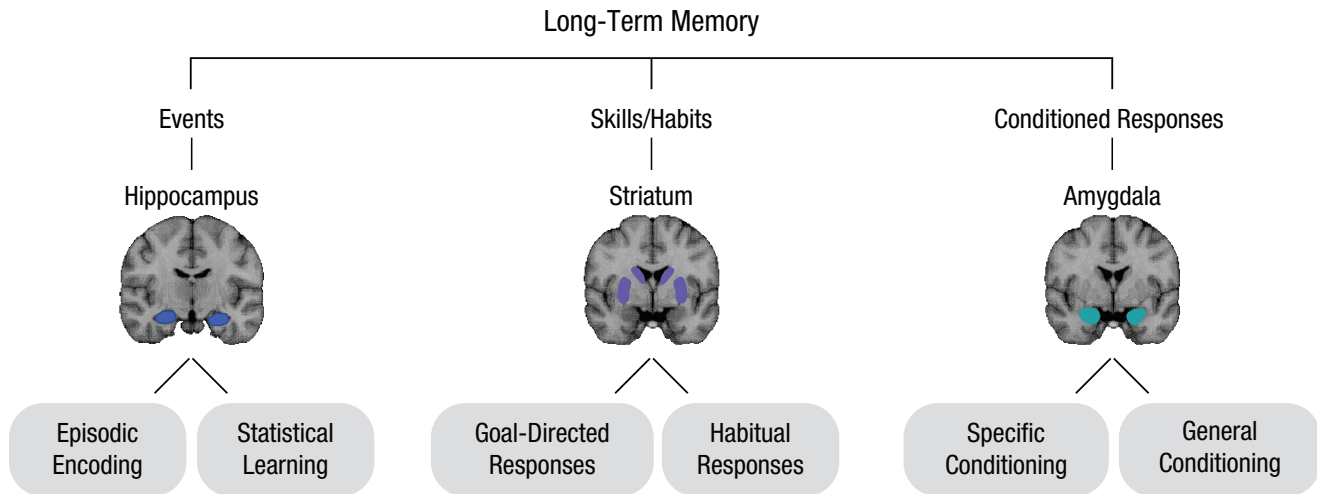 Long-Term Memory
Events
Skills/Habits
Conditioned Responses
Hippocampus
Striatum
Amygdala
Episodic
Encoding
Statistical
Learning
Goal-Directed
Responses
Habitual
Responses
Specific
Conditioning
General
Conditioning